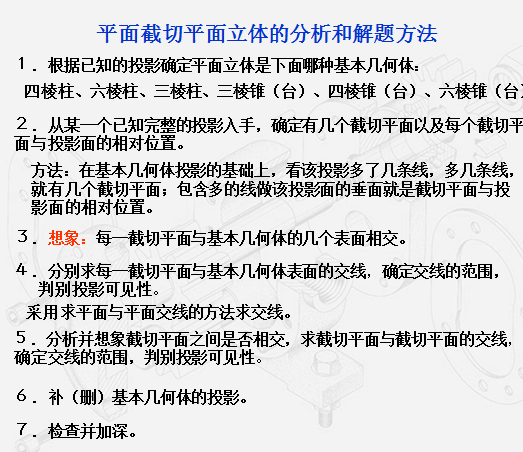 平面截切平面立体的分析和解题方法
1．根据已知的投影确定平面立体是下面哪种基本几何体：
四棱柱、六棱柱、三棱柱、三棱锥（台）、四棱锥（台）、六棱锥（台）
2．从某一个已知完整的投影入手，确定有几个截切平面以及每个截切平
面与投影面的相对位置。
方法：在基本几何体投影的基础上，看该投影多了几条线，多几条线，
就有几个截切平面；包含多的线做该投影面的垂面就是截切平面与投
影面的相对位置。
3．想象：每一截切平面与基本几何体的几个表面相交。
4．分别求每一截切平面与基本几何体表面的交线，确定交线的范围，
判别投影可见性。
采用求平面与平面交线的方法求交线。
5．分析并想象截切平面之间是否相交，求截切平面与截切平面的交线，
确定交线的范围，判别投影可见性。
6．补（删）基本几何体的投影。
7．检查并加深。